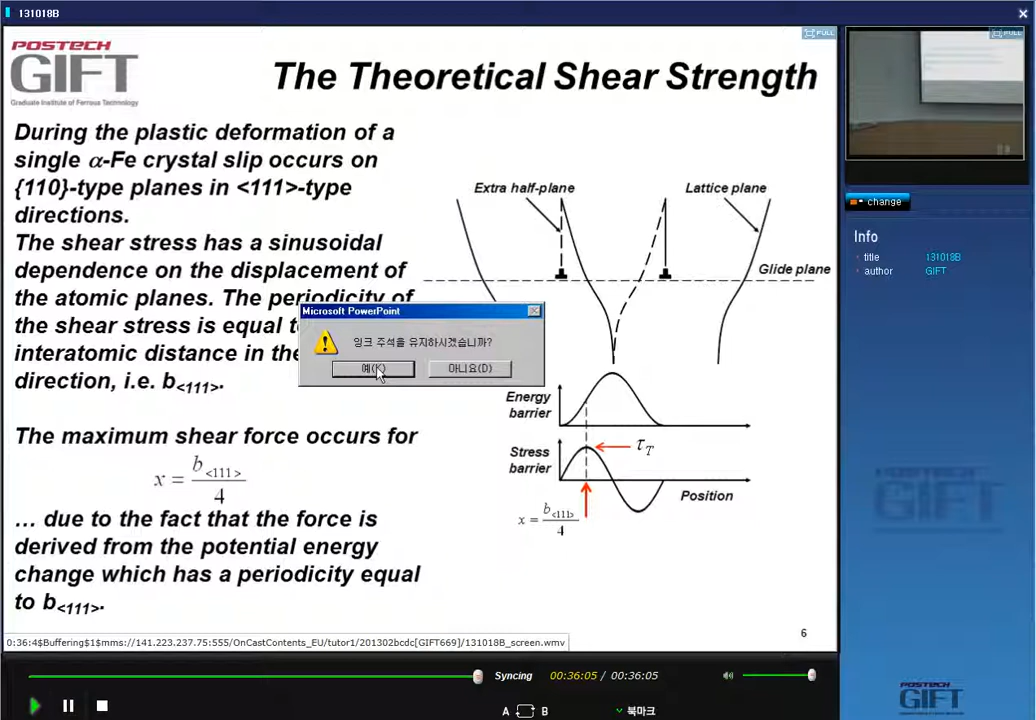 131018B
FULL
FULL
POSTECH
GIFT
Graduate Institute of Ferrous Technology
The Theoretical Shear Strength
During the plastic deformation of a
single α-Fe crystal slip occurs on
{110}-type planes in <111>-type
directions.
The shear stress has a sinusoidal
dependence on the displacement of
the atomic planes. The periodicity of
the shear stress is equal t
interatomic distance in the
direction, i.e. b<111>.
The maximum shear force occurs for
x = b<111>/4
… due to the fact that the force is
derived from the potential energy
change which has a periodicity equal
to b<111>.
Extra half-plane
Lattice plane
Glide plane
Microsoft PowerPoint
잉크 주석을 유지하시겠습니까?
예(K)
아니요(D)
Energy
barrier
Stress
barrier
τT
Position
x = b<111>/4
6
change
Info
title 131018B
author GIFT
0:36:4$Buffering$1$mms://141.223.237.75:555/OnCastContents_EU/tutor1/201302bcdc[GIFT669]/131018B_screen.wmv
Syncing
00:36:05 / 00:36:05
A B
북마크
POSTECH
GIFT